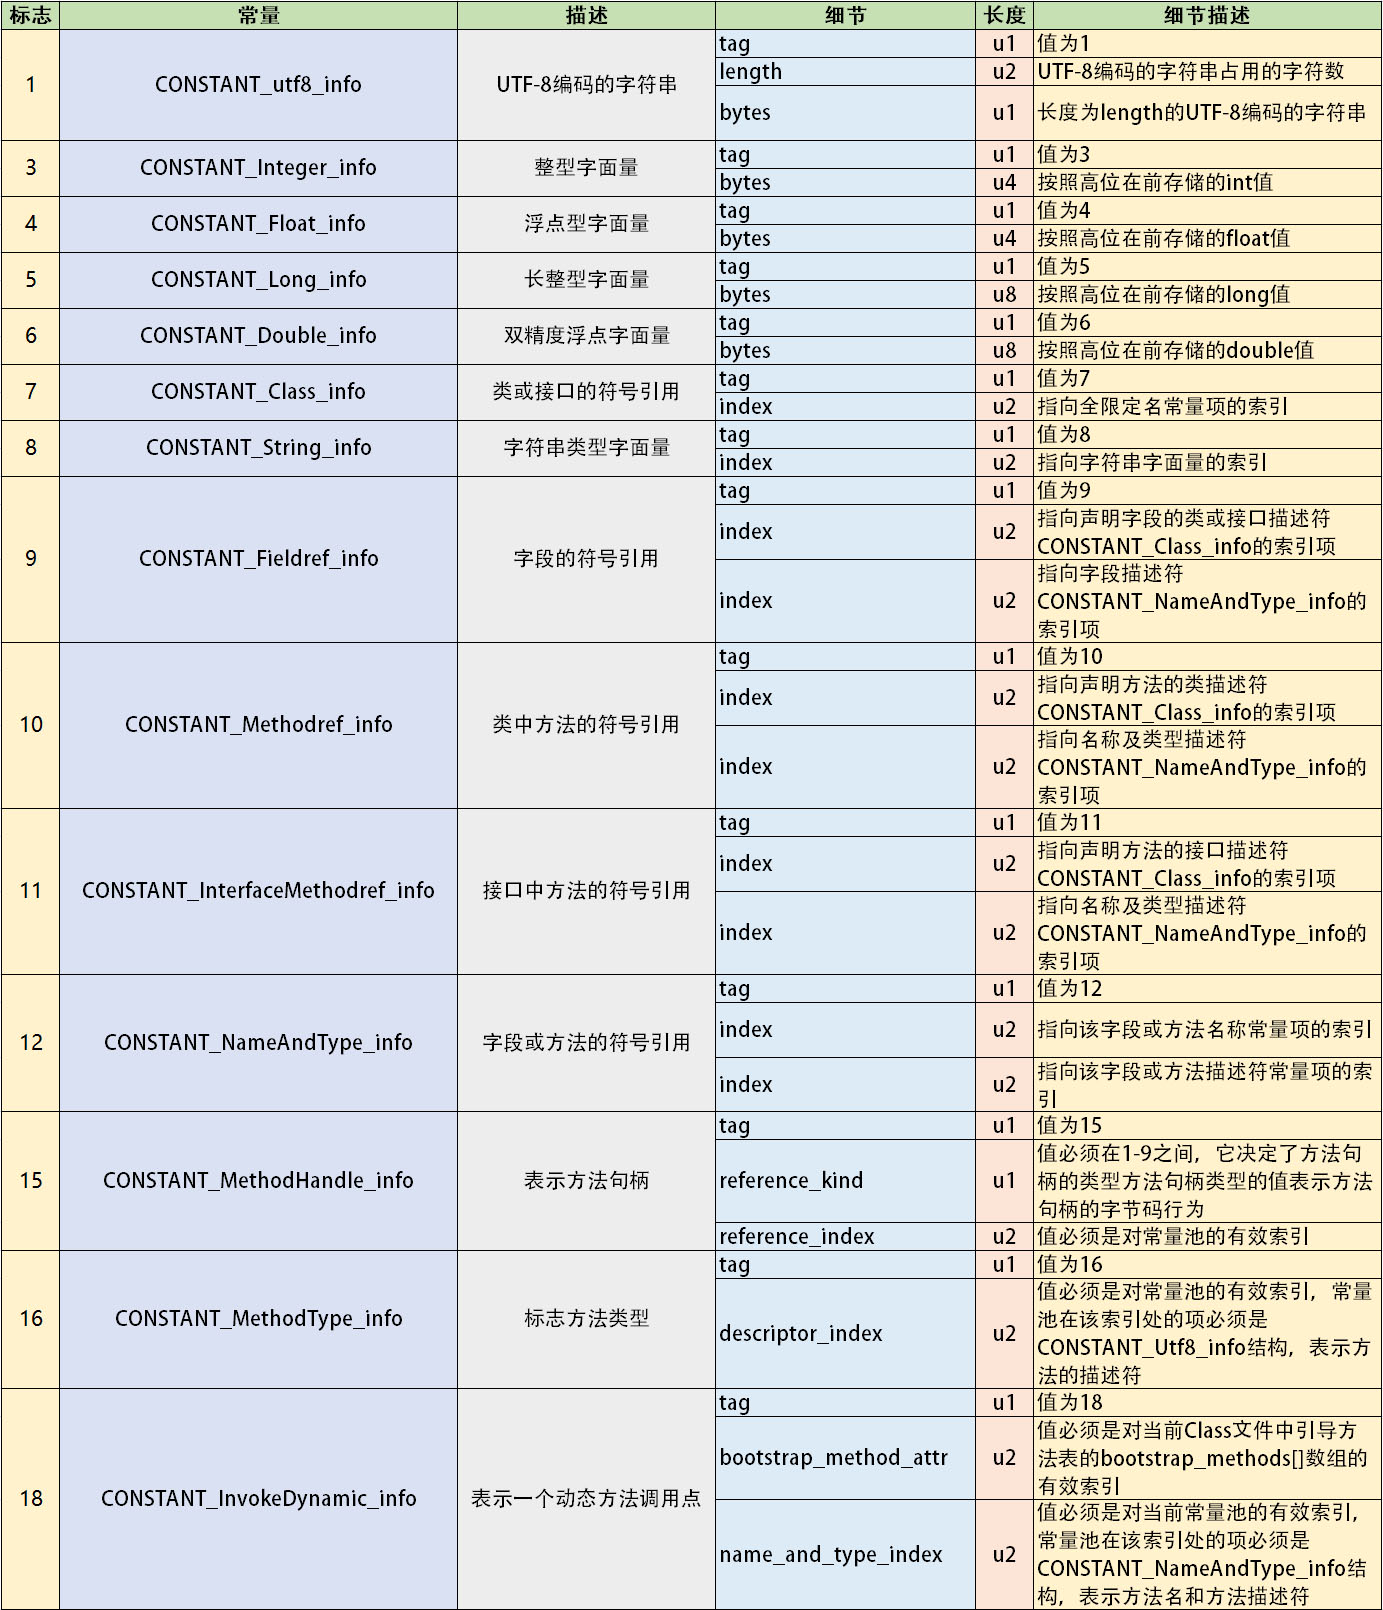 标志 常量 描述 细节 长度 细节描述
1 CONSTANT_utf8_info UTF-8编码的字符串
tag u1 值为1
length u2 UTF-8编码的字符串占用的字符数
bytes u1 长度为length的UTF-8编码的字符串
3 CONSTANT_Integer_info 整型字面量
tag u1 值为3
bytes u4 按照高位在前存储的int值
4 CONSTANT_Float_info 浮点型字面量
tag u1 值为4
bytes u4 按照高位在前存储的float值
5 CONSTANT_Long_info 长整型字面量
tag u1 值为5
bytes u8 按照高位在前存储的long值
6 CONSTANT_Double_info 双精度浮点字面量
tag u1 值为6
bytes u8 按照高位在前存储的double值
7 CONSTANT_Class_info 类或接口的符号引用
tag u1 值为7
index u2 指向全限定名常量项的索引
8 CONSTANT_String_info 字符串类型字面量
tag u1 值为8
index u2 指向字符串字面量的索引
9 CONSTANT_Fieldref_info 字段的符号引用
tag u1 值为9
index u2 指向声明字段的类或接口描述符
CONSTANT_Class_info的索引项
index u2 指向字段描述符
CONSTANT_NameAndType_info的
索引项
10 CONSTANT_Methodref_info 类中方法的符号引用
tag u1 值为10
index u2 指向声明方法的类描述符
CONSTANT_Class_info的索引项
index u2 指向名称及类型描述符
CONSTANT_NameAndType_info的
索引项
11 CONSTANT_InterfaceMethodref_info 接口中方法的符号引用
tag u1 值为11
index u2 指向声明方法的接口描述符
CONSTANT_Class_info的索引项
index u2 指向名称及类型描述符
CONSTANT_NameAndType_info的
索引项
12 CONSTANT_NameAndType_info 字段或方法的符号引用
tag u1 值为12
index u2 指向该字段或方法名称常量项的索引
index u2 指向该字段或方法描述符常量项的索
引
15 CONSTANT_MethodHandle_info 表示方法句柄
tag u1 值为15
reference_kind u1 值必须在1-9之间，它决定了方法句
柄的类型方法句柄类型的值表示方法
句柄的字节码行为
reference_index u2 值必须是对常量池的有效索引
16 CONSTANT_MethodType_info 标志方法类型
tag u1 值为16
descriptor_index u2 值必须是对常量池的有效索引，常量
池在该索引处的项必须是
CONSTANT_Utf8_info结构，表示方
法的描述符
18 CONSTANT_InvokeDynamic_info 表示一个动态方法调用点
tag u1 值为18
bootstrap_method_attr u2 值必须是对当前Class文件中引导方
法表的bootstrap_methods[]数组的
有效索引
name_and_type_index u2 值必须是对当前常量池的有效索引，
常量池在该索引处的项必须是
CONSTANT_NameAndType_info结
构，表示方法名和方法描述符